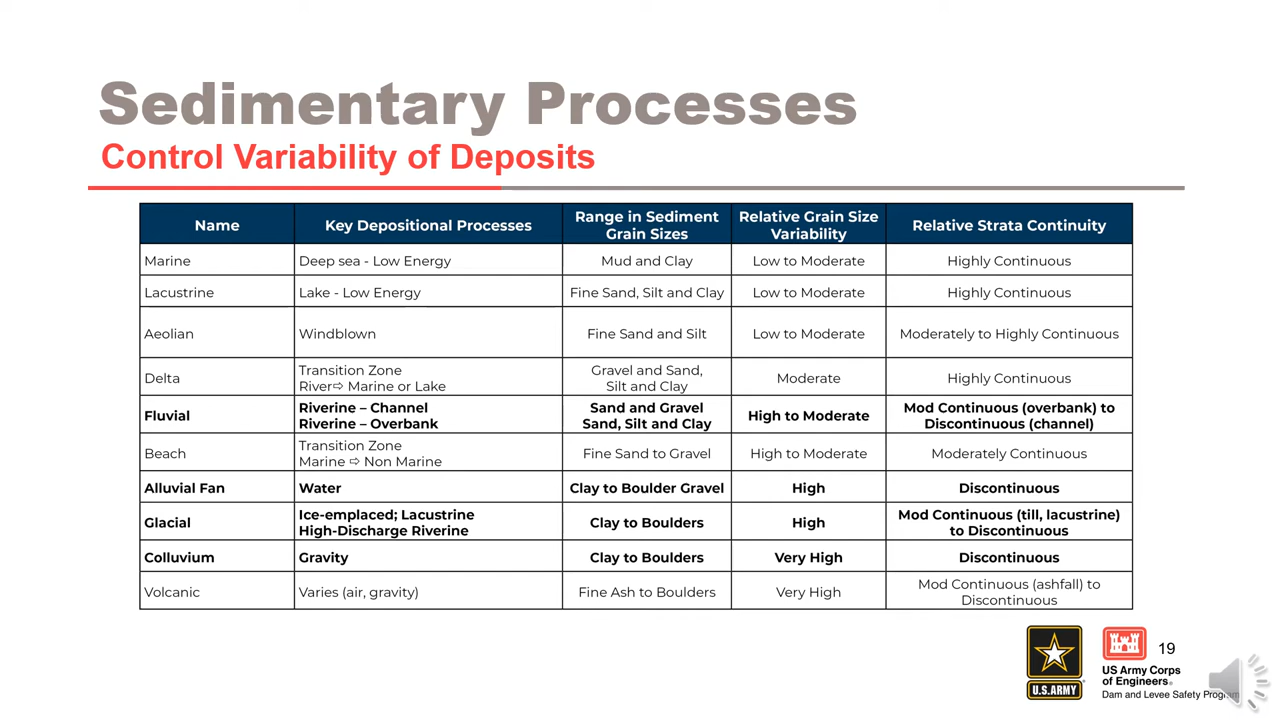 Sedimentary Processes
Control Variability of Deposits
Name
Key Depositional Processes
Range in Sediment
Grain Sizes
Relative Grain Size
Variability
Relative Strata Continuity
Marine
Deep sea - Low Energy
Mud and Clay
Low to Moderate
Highly Continuous
Lacustrine
Lake - Low Energy
Fine Sand, Silt and Clay
Low to Moderate
Highly Continuous
Aeolian
Windblown
Fine Sand and Silt
Low to Moderate
Moderately to Highly Continuous
Delta
Transition Zone
River⇨ Marine or Lake
Gravel and Sand,
Silt and Clay
Moderate
Highly Continuous
Fluvial
Riverine – Channel
Riverine – Overbank
Sand and Gravel
Sand, Silt and Clay
High to Moderate
Mod Continuous (overbank) to
Discontinuous (channel)
Beach
Transition Zone
Marine ⇨ Non Marine
Fine Sand to Gravel
High to Moderate
Moderately Continuous
Alluvial Fan
Water
Clay to Boulder Gravel
High
Discontinuous
Glacial
Ice-emplaced; Lacustrine
High-Discharge Riverine
Clay to Boulders
High
Mod Continuous (till, lacustrine)
to Discontinuous
Colluvium
Gravity
Clay to Boulders
Very High
Discontinuous
Volcanic
Varies (air, gravity)
Fine Ash to Boulders
Very High
Mod Continuous (ashfall) to
Discontinuous
U.S.ARMY
19
US Army Corps
of Engineers®
Dam and Levee Safety Program